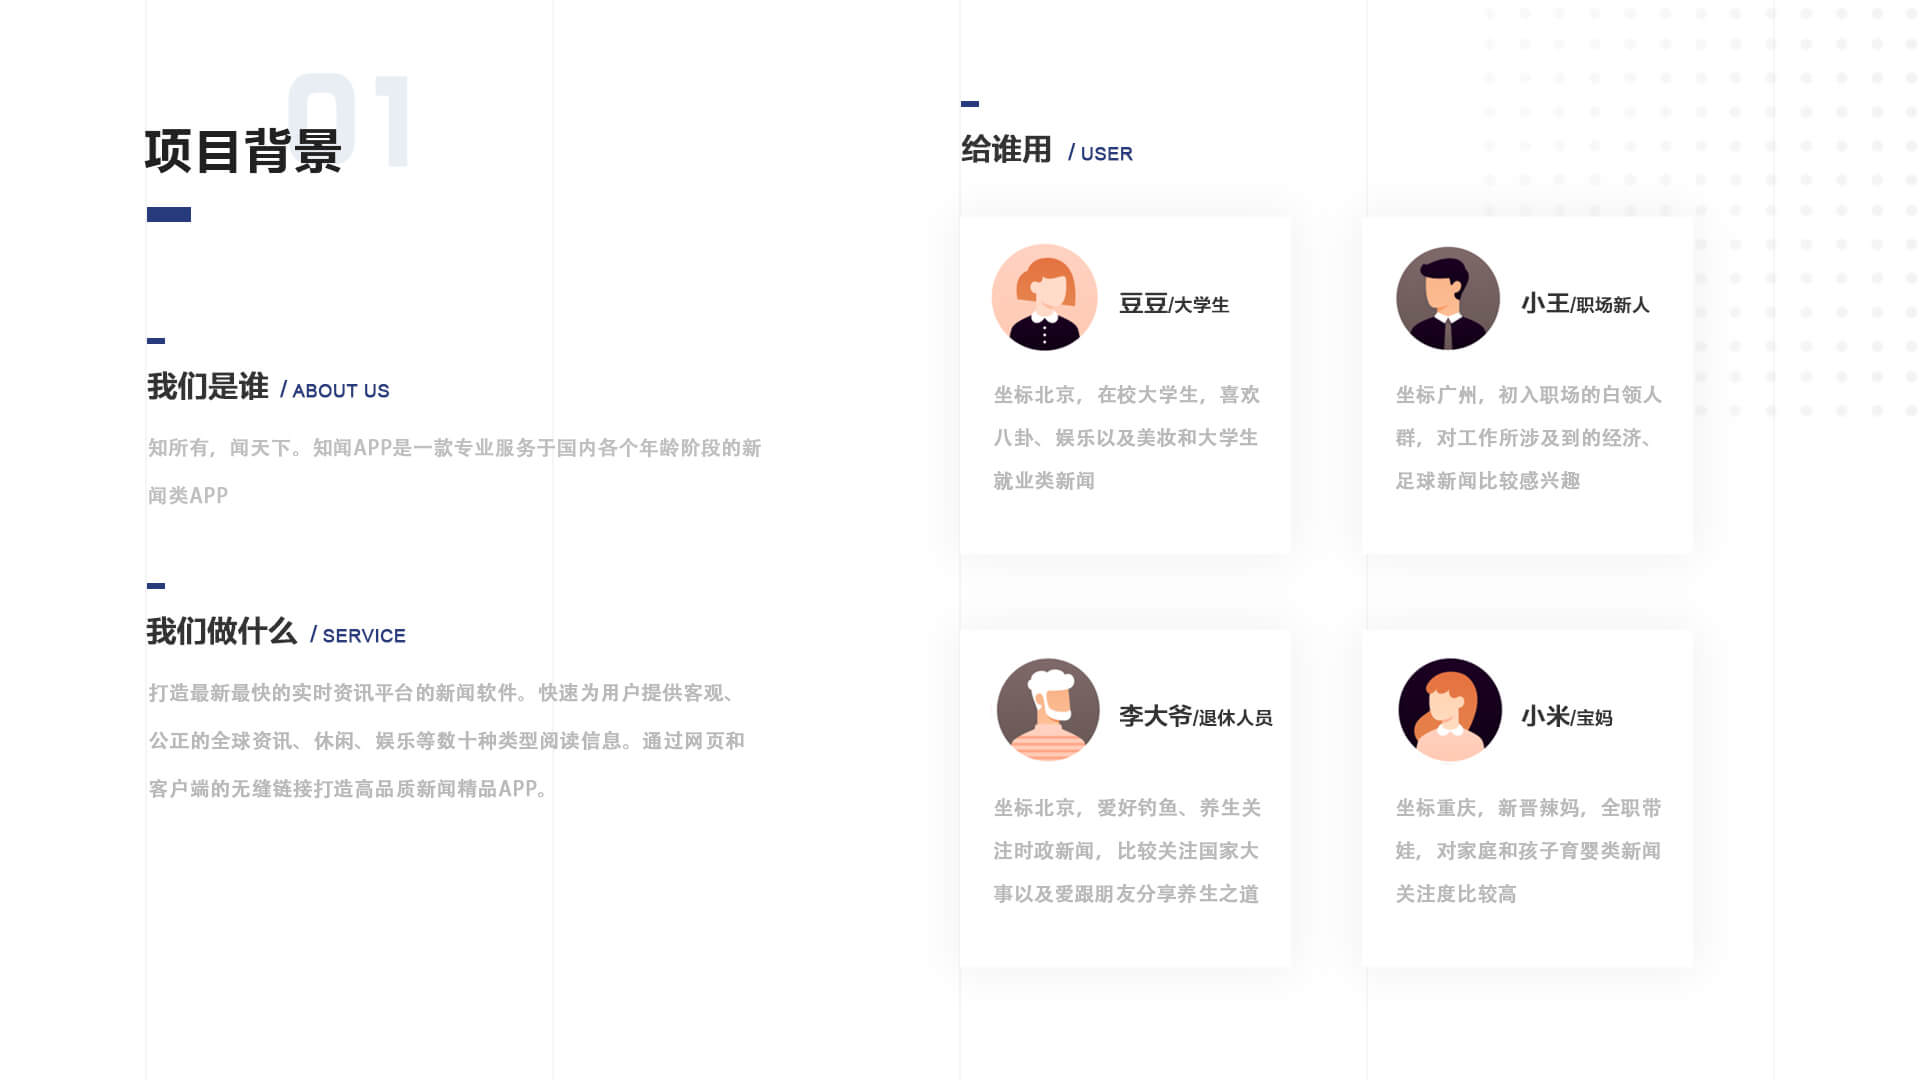 01
项目背景
我们是谁 / ABOUT US
知所有，闻天下。知闻APP是一款专业服务于国内各个年龄阶段的新
闻类APP
我们做什么 / SERVICE
打造最新最快的实时资讯平台的新闻软件。快速为用户提供客观、
公正的全球资讯、休闲、娱乐等数十种类型阅读信息。通过网页和
客户端的无缝链接打造高品质新闻精品APP。
给谁用 / USER
豆豆/大学生
坐标北京，在校大学生，喜欢
八卦、娱乐以及美妆和大学生
就业类新闻
小王/职场新人
坐标广州，初入职场的白领人
群，对工作所涉及到的经济、
足球新闻比较感兴趣
李大爷/退休人员
坐标北京，爱好钓鱼、养生关
注时政新闻，比较关注国家大
事以及爱跟朋友分享养生之道
小米/宝妈
坐标重庆，新晋辣妈，全职带
娃，对家庭和孩子育婴类新闻
关注度比较高